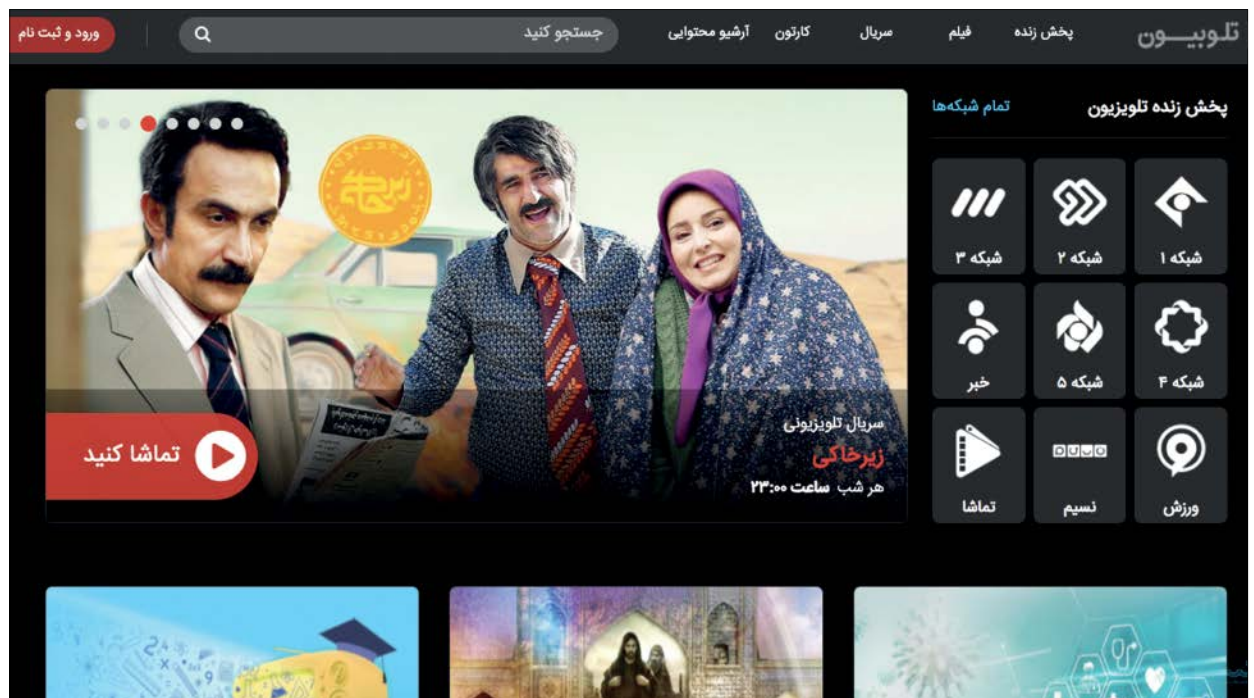 تلوبیـــون
پخش زنده
فیلم
سریال
کارتون
آرشیو محتوایی
جستجو کنید
ورود و ثبت نام
پخش زنده تلویزیون
تمام شبکه‌ها
شبکه ۱
شبکه ۲
شبکه ۳
شبکه ۴
شبکه ۵
خبر
ورزش
نسیم
تماشا
زیرخاکی
سریال تلویزیونی
زیرخاکی
هر شب ساعت ۲۳:۰۰
تماشا کنید